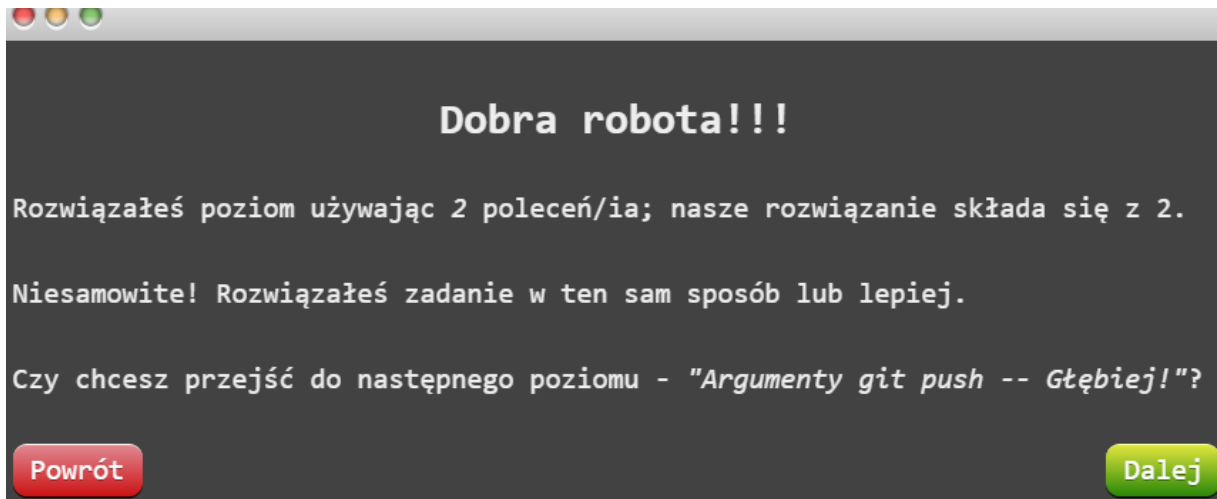 Dobra robota!!!
Rozwiązałeś poziom używając 2 poleceń/ia; nasze rozwiązanie składa się z 2.
Niesamowite! Rozwiązałeś zadanie w ten sam sposób lub lepiej.
Czy chcesz przejść do następnego poziomu - "Argumenty git push -- Głębiej!"?
Powrót
Dalej